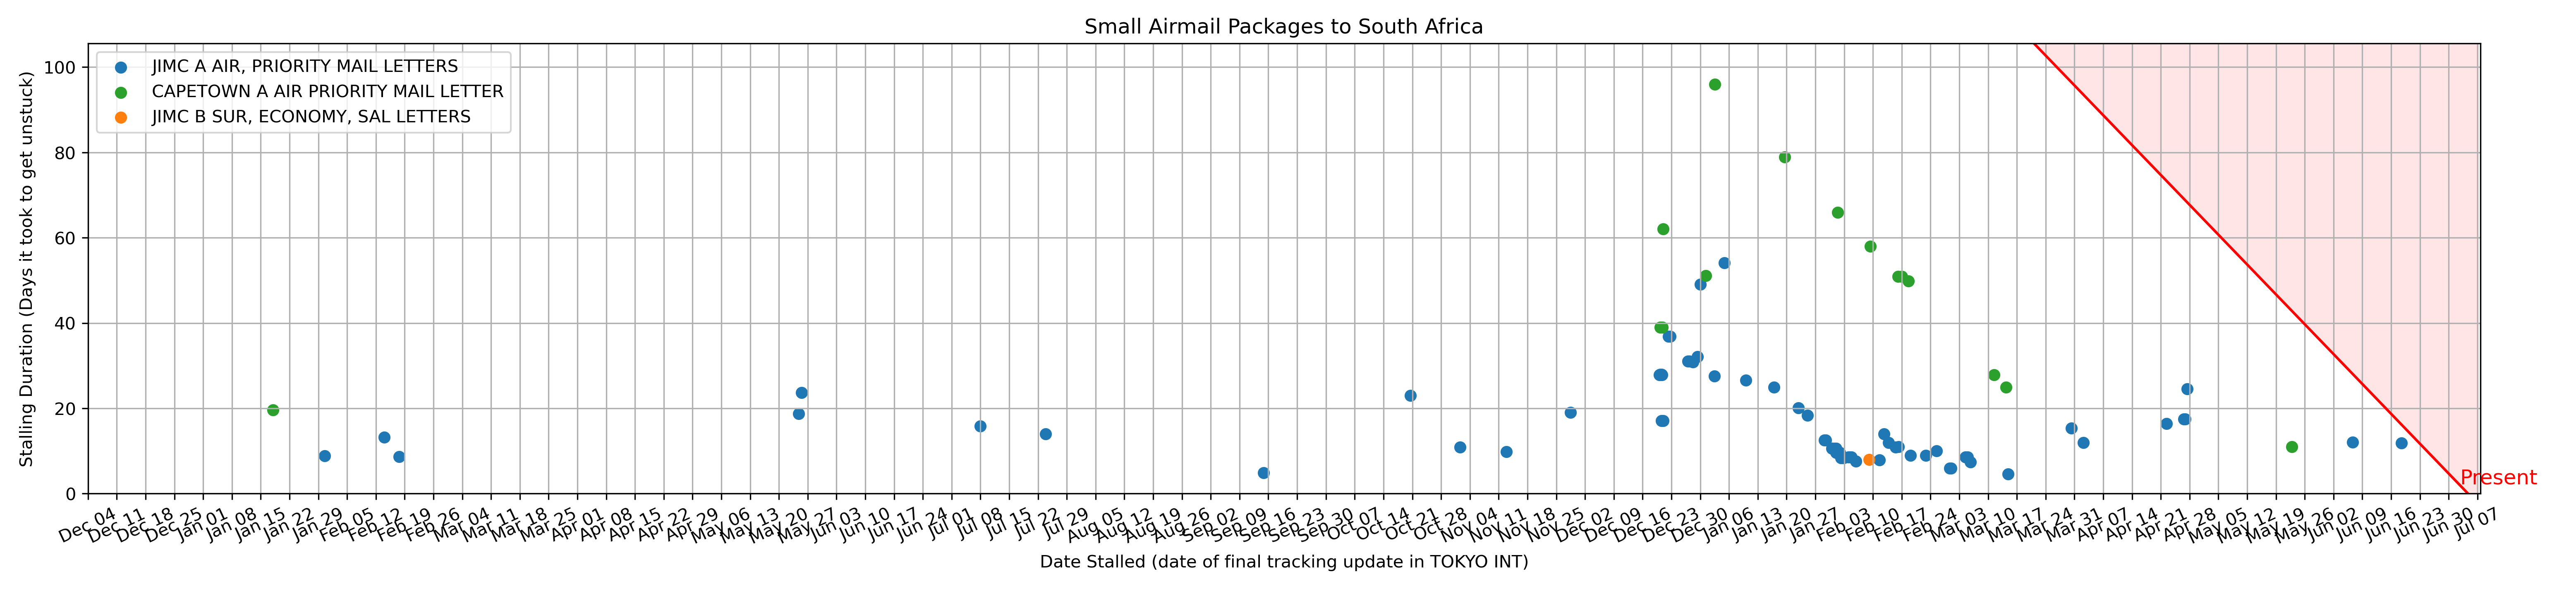 Small Airmail Packages to South Africa
JIMC A AIR, PRIORITY MAIL LETTERS
CAPETOWN A AIR PRIORITY MAIL LETTER
JIMC B SUR, ECONOMY, SAL LETTERS
Stalling Duration (Days it took to get unstuck)
100
80
60
40
20
0
Present
Dec 04
Dec 11
Dec 18
Dec 25
Jan 01
Jan 08
Jan 15
Jan 22
Jan 29
Feb 05
Feb 12
Feb 19
Feb 26
Mar 04
Mar 11
Mar 18
Mar 25
Apr 01
Apr 08
Apr 15
Apr 22
Apr 29
May 06
May 13
May 20
May 27
Jun 03
Jun 10
Jun 17
Jun 24
Jul 01
Jul 08
Jul 15
Jul 22
Jul 29
Aug 05
Aug 12
Aug 19
Aug 26
Sep 02
Sep 09
Sep 16
Sep 23
Sep 30
Oct 07
Oct 14
Oct 21
Oct 28
Nov 04
Nov 11
Nov 18
Nov 25
Dec 02
Dec 09
Dec 16
Dec 23
Dec 30
Jan 06
Jan 13
Jan 20
Jan 27
Feb 03
Feb 10
Feb 17
Feb 24
Mar 03
Mar 10
Mar 17
Mar 24
Mar 31
Apr 07
Apr 14
Apr 21
Apr 28
May 05
May 12
May 19
May 26
Jun 02
Jun 09
Jun 16
Jun 23
Jun 30
Jul 07
Date Stalled (date of final tracking update in TOKYO INT)